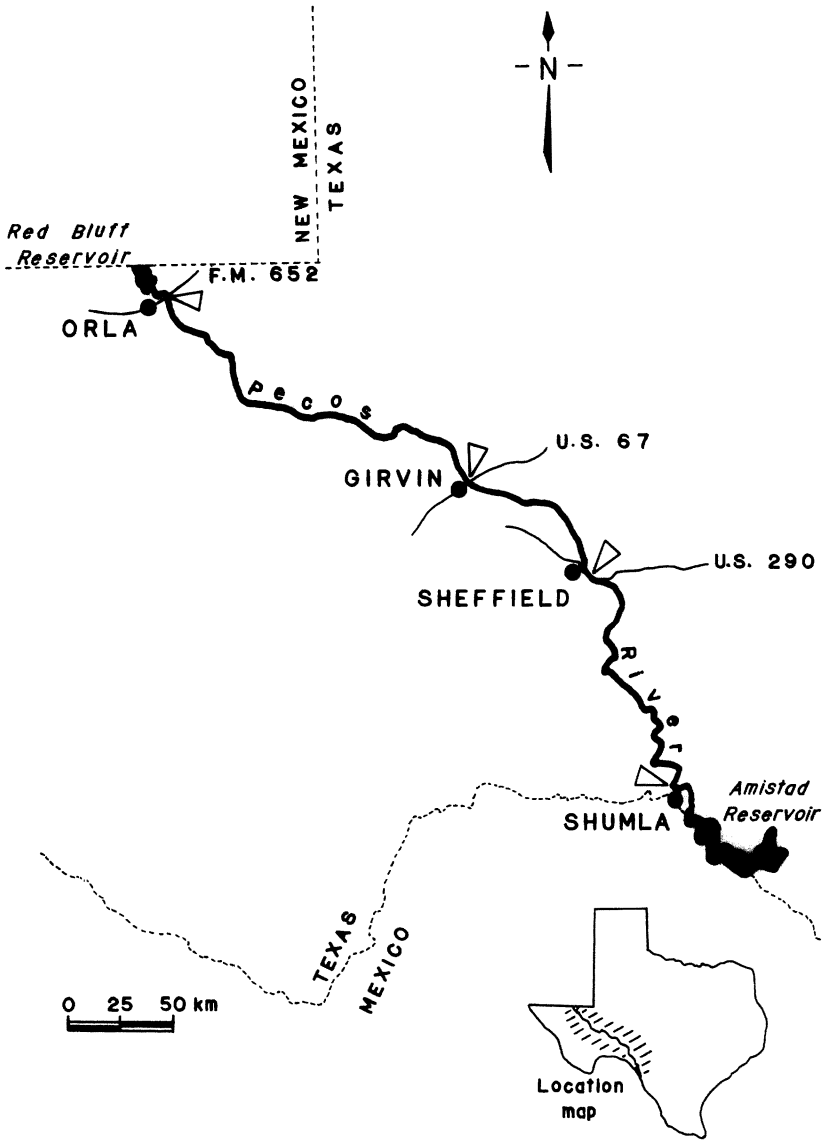 N
NEW MEXICO
TEXAS
Red Bluff
Reservoir
F.M. 652
ORLA
Pecos
U.S. 67
GIRVIN
U.S. 290
SHEFFIELD
River
Amistad
Reservoir
SHUMLA
TEXAS
MEXICO
0 25 50 km
Location
map